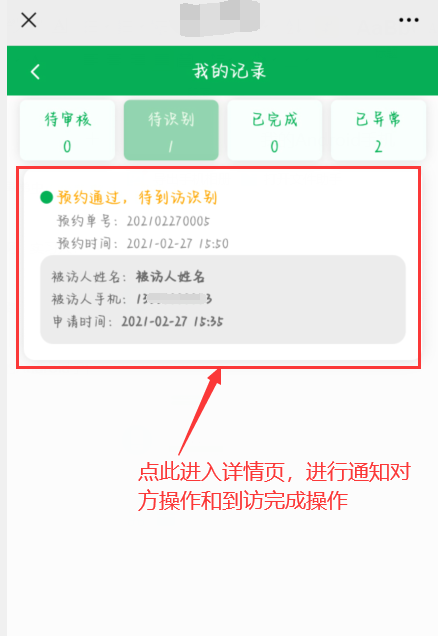 我的记录
待审核 待识别 已完成 已异常
0 1 0 2
预约通过，待到访识别
预约单号：202102270005
预约时间：2021-02-27 15:50
被访人姓名：被访人姓名
被访人手机：13 3
申请时间：2021-02-27 15:35
点此进入详情页，进行通知对
方操作和到访完成操作